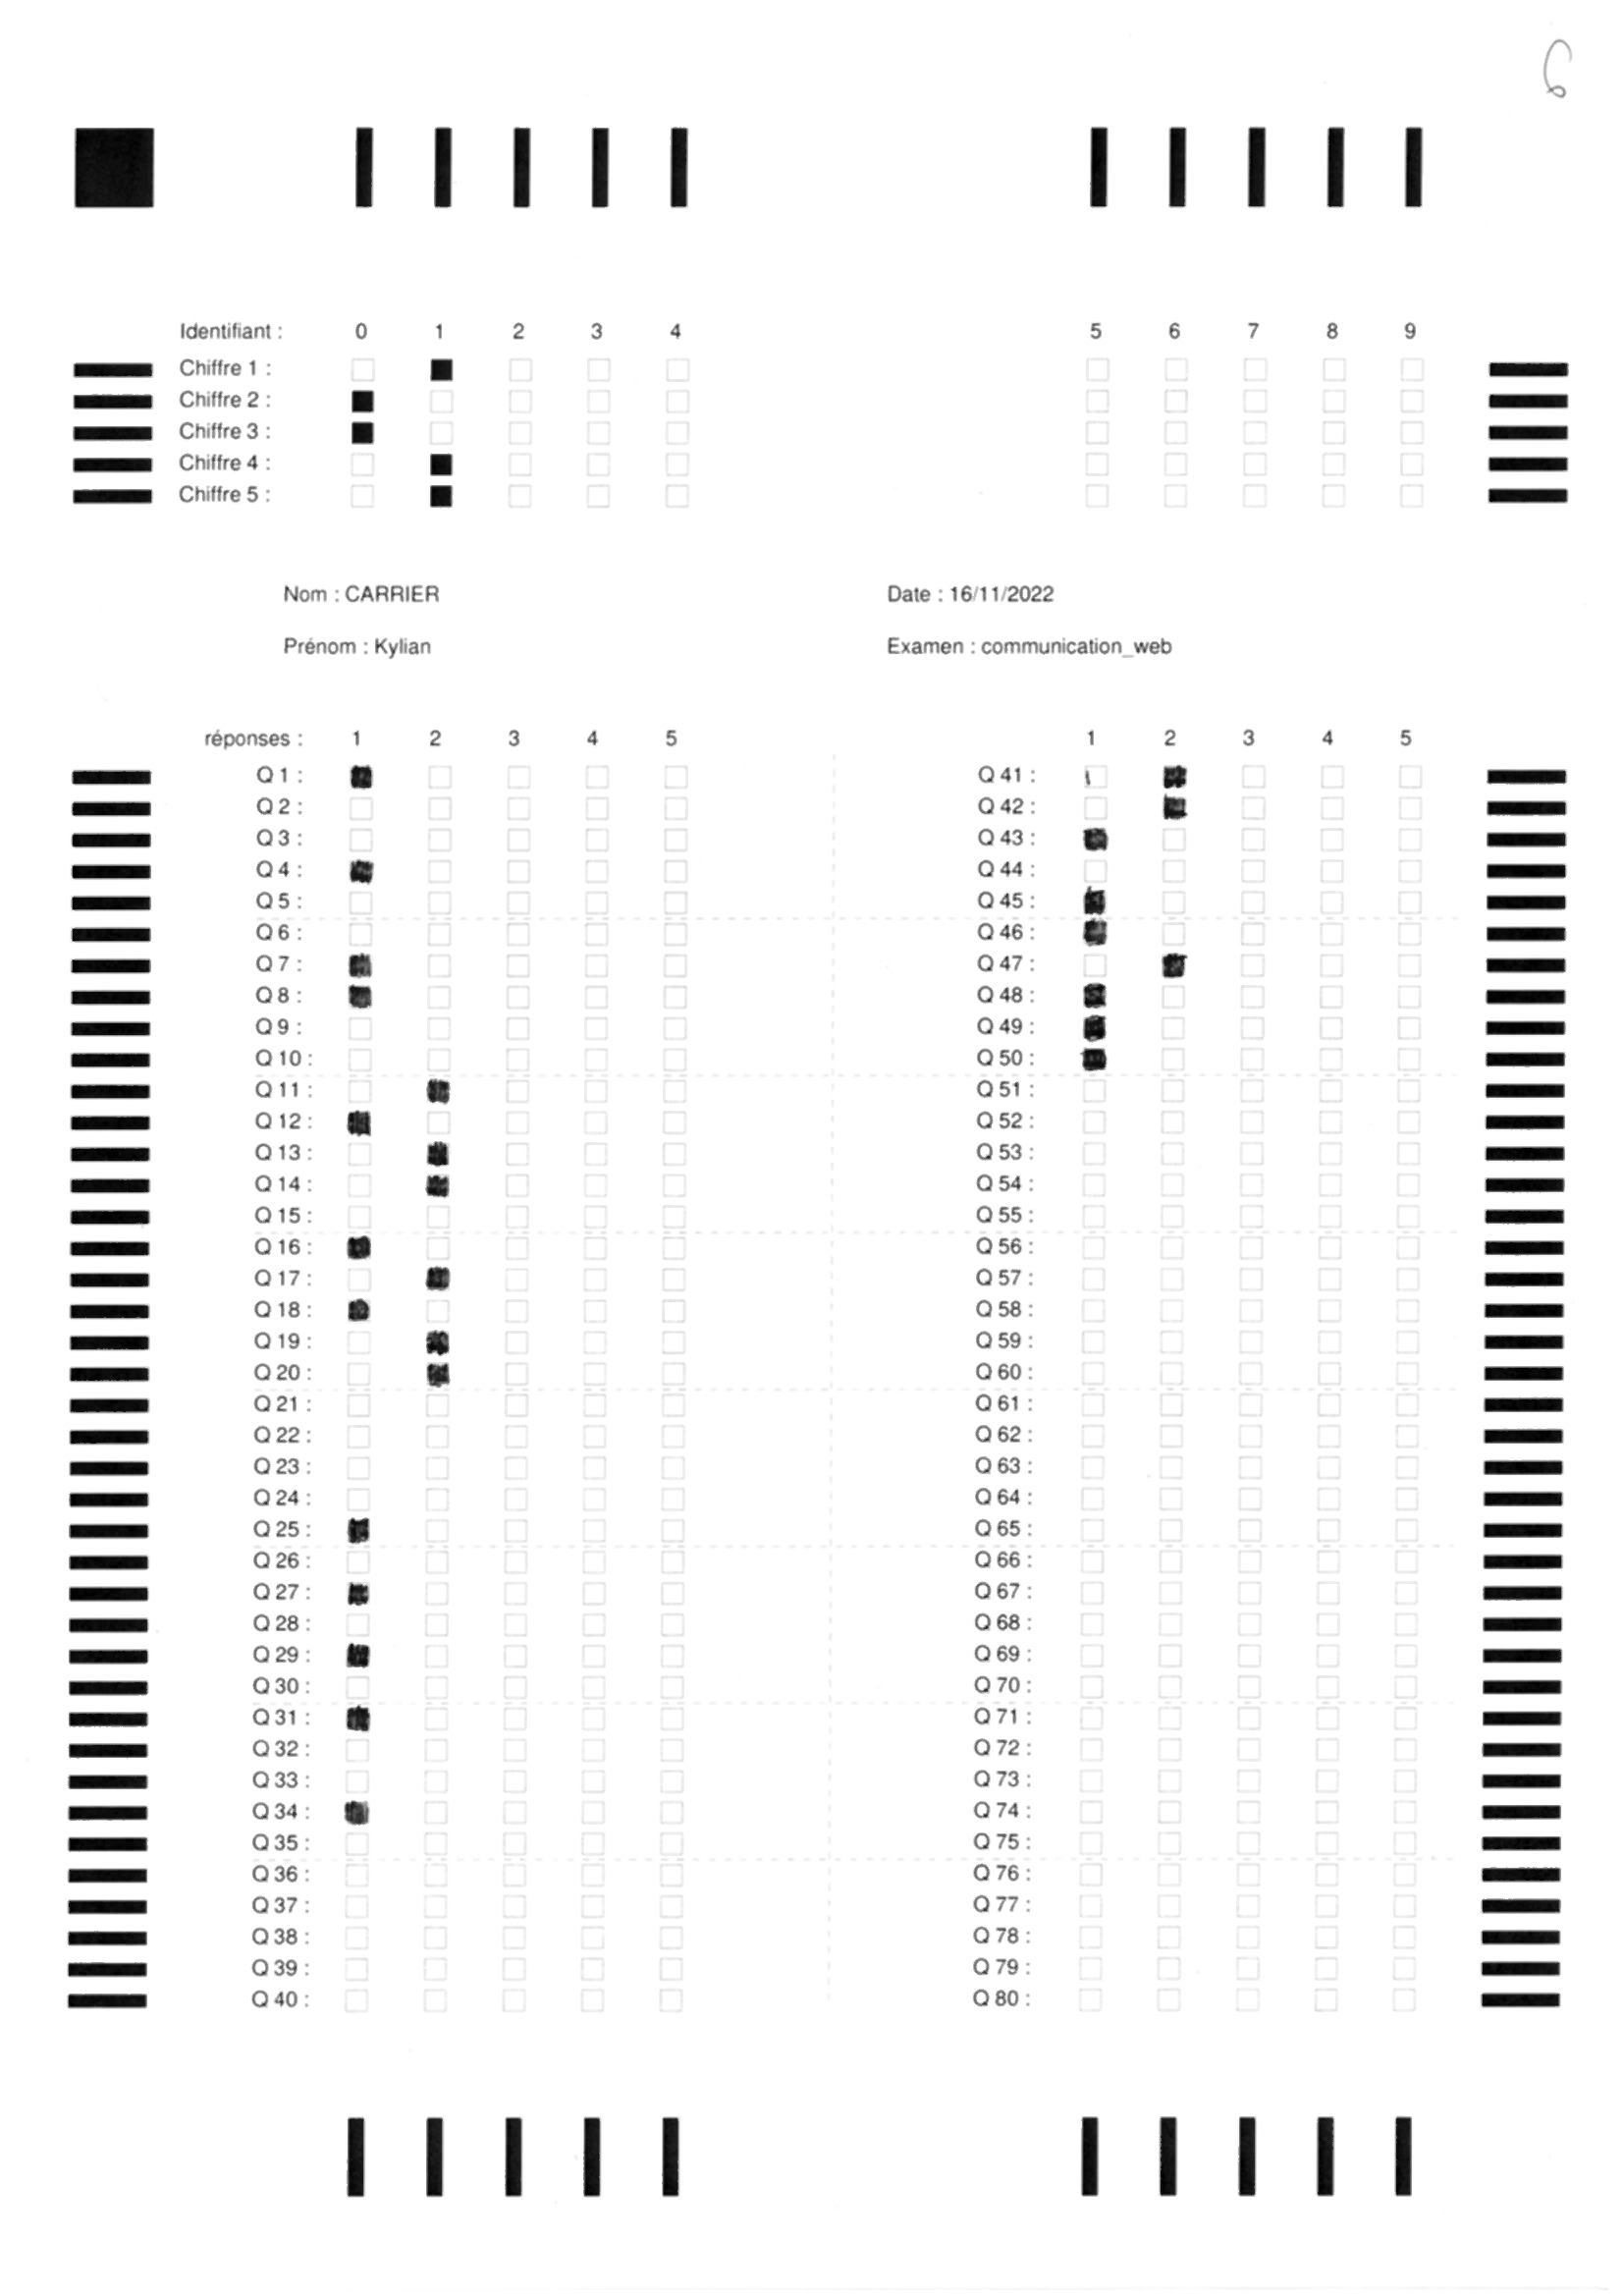 6
Identifiant : 0 1 2 3 4 5 6 7 8 9
Chiffre 1 :
Chiffre 2 :
Chiffre 3 :
Chiffre 4 :
Chiffre 5 :
Nom : CARRIER Date : 16/11/2022
Prénom : Kylian Examen : communication_web
réponses : 1 2 3 4 5 1 2 3 4 5
Q 1 : Q 41 :
Q 2 : Q 42 :
Q 3 : Q 43 :
Q 4 : Q 44 :
Q 5 : Q 45 :
Q 6 : Q 46 :
Q 7 : Q 47 :
Q 8 : Q 48 :
Q 9 : Q 49 :
Q 10 : Q 50 :
Q 11 : Q 51 :
Q 12 : Q 52 :
Q 13 : Q 53 :
Q 14 : Q 54 :
Q 15 : Q 55 :
Q 16 : Q 56 :
Q 17 : Q 57 :
Q 18 : Q 58 :
Q 19 : Q 59 :
Q 20 : Q 60 :
Q 21 : Q 61 :
Q 22 : Q 62 :
Q 23 : Q 63 :
Q 24 : Q 64 :
Q 25 : Q 65 :
Q 26 : Q 66 :
Q 27 : Q 67 :
Q 28 : Q 68 :
Q 29 : Q 69 :
Q 30 : Q 70 :
Q 31 : Q 71 :
Q 32 : Q 72 :
Q 33 : Q 73 :
Q 34 : Q 74 :
Q 35 : Q 75 :
Q 36 : Q 76 :
Q 37 : Q 77 :
Q 38 : Q 78 :
Q 39 : Q 79 :
Q 40 : Q 80 :